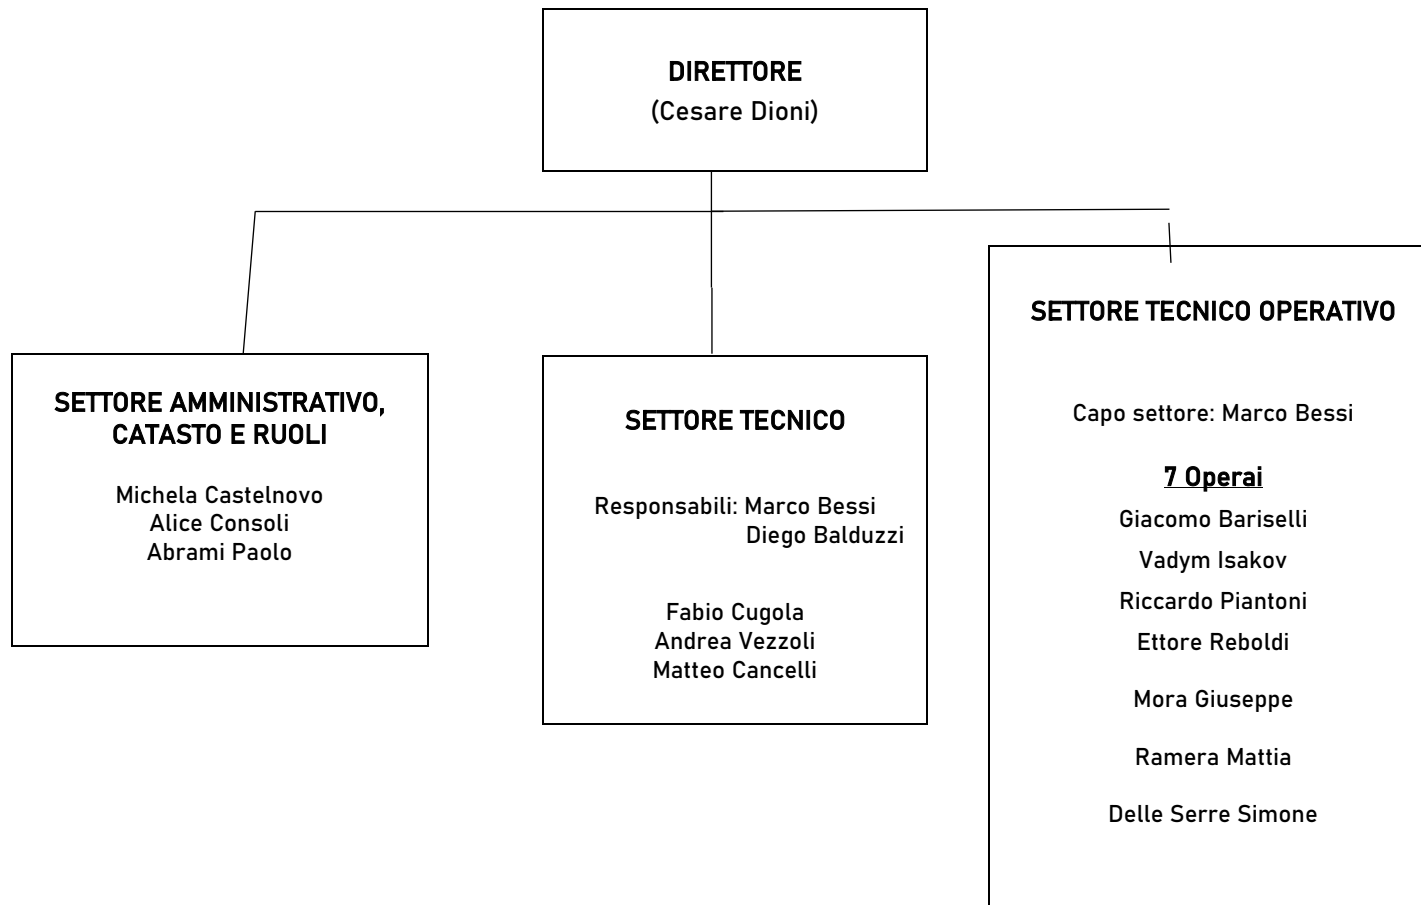 DIRETTORE
(Cesare Dioni)
SETTORE AMMINISTRATIVO,
CATASTO E RUOLI
Michela Castelnovo
Alice Consoli
Abrami Paolo
SETTORE TECNICO
Responsabili: Marco Bessi
Diego Balduzzi
Fabio Cugola
Andrea Vezzoli
Matteo Cancelli
SETTORE TECNICO OPERATIVO
Capo settore: Marco Bessi
7 Operai
Giacomo Bariselli
Vadym Isakov
Riccardo Piantoni
Ettore Reboldi
Mora Giuseppe
Ramera Mattia
Delle Serre Simone